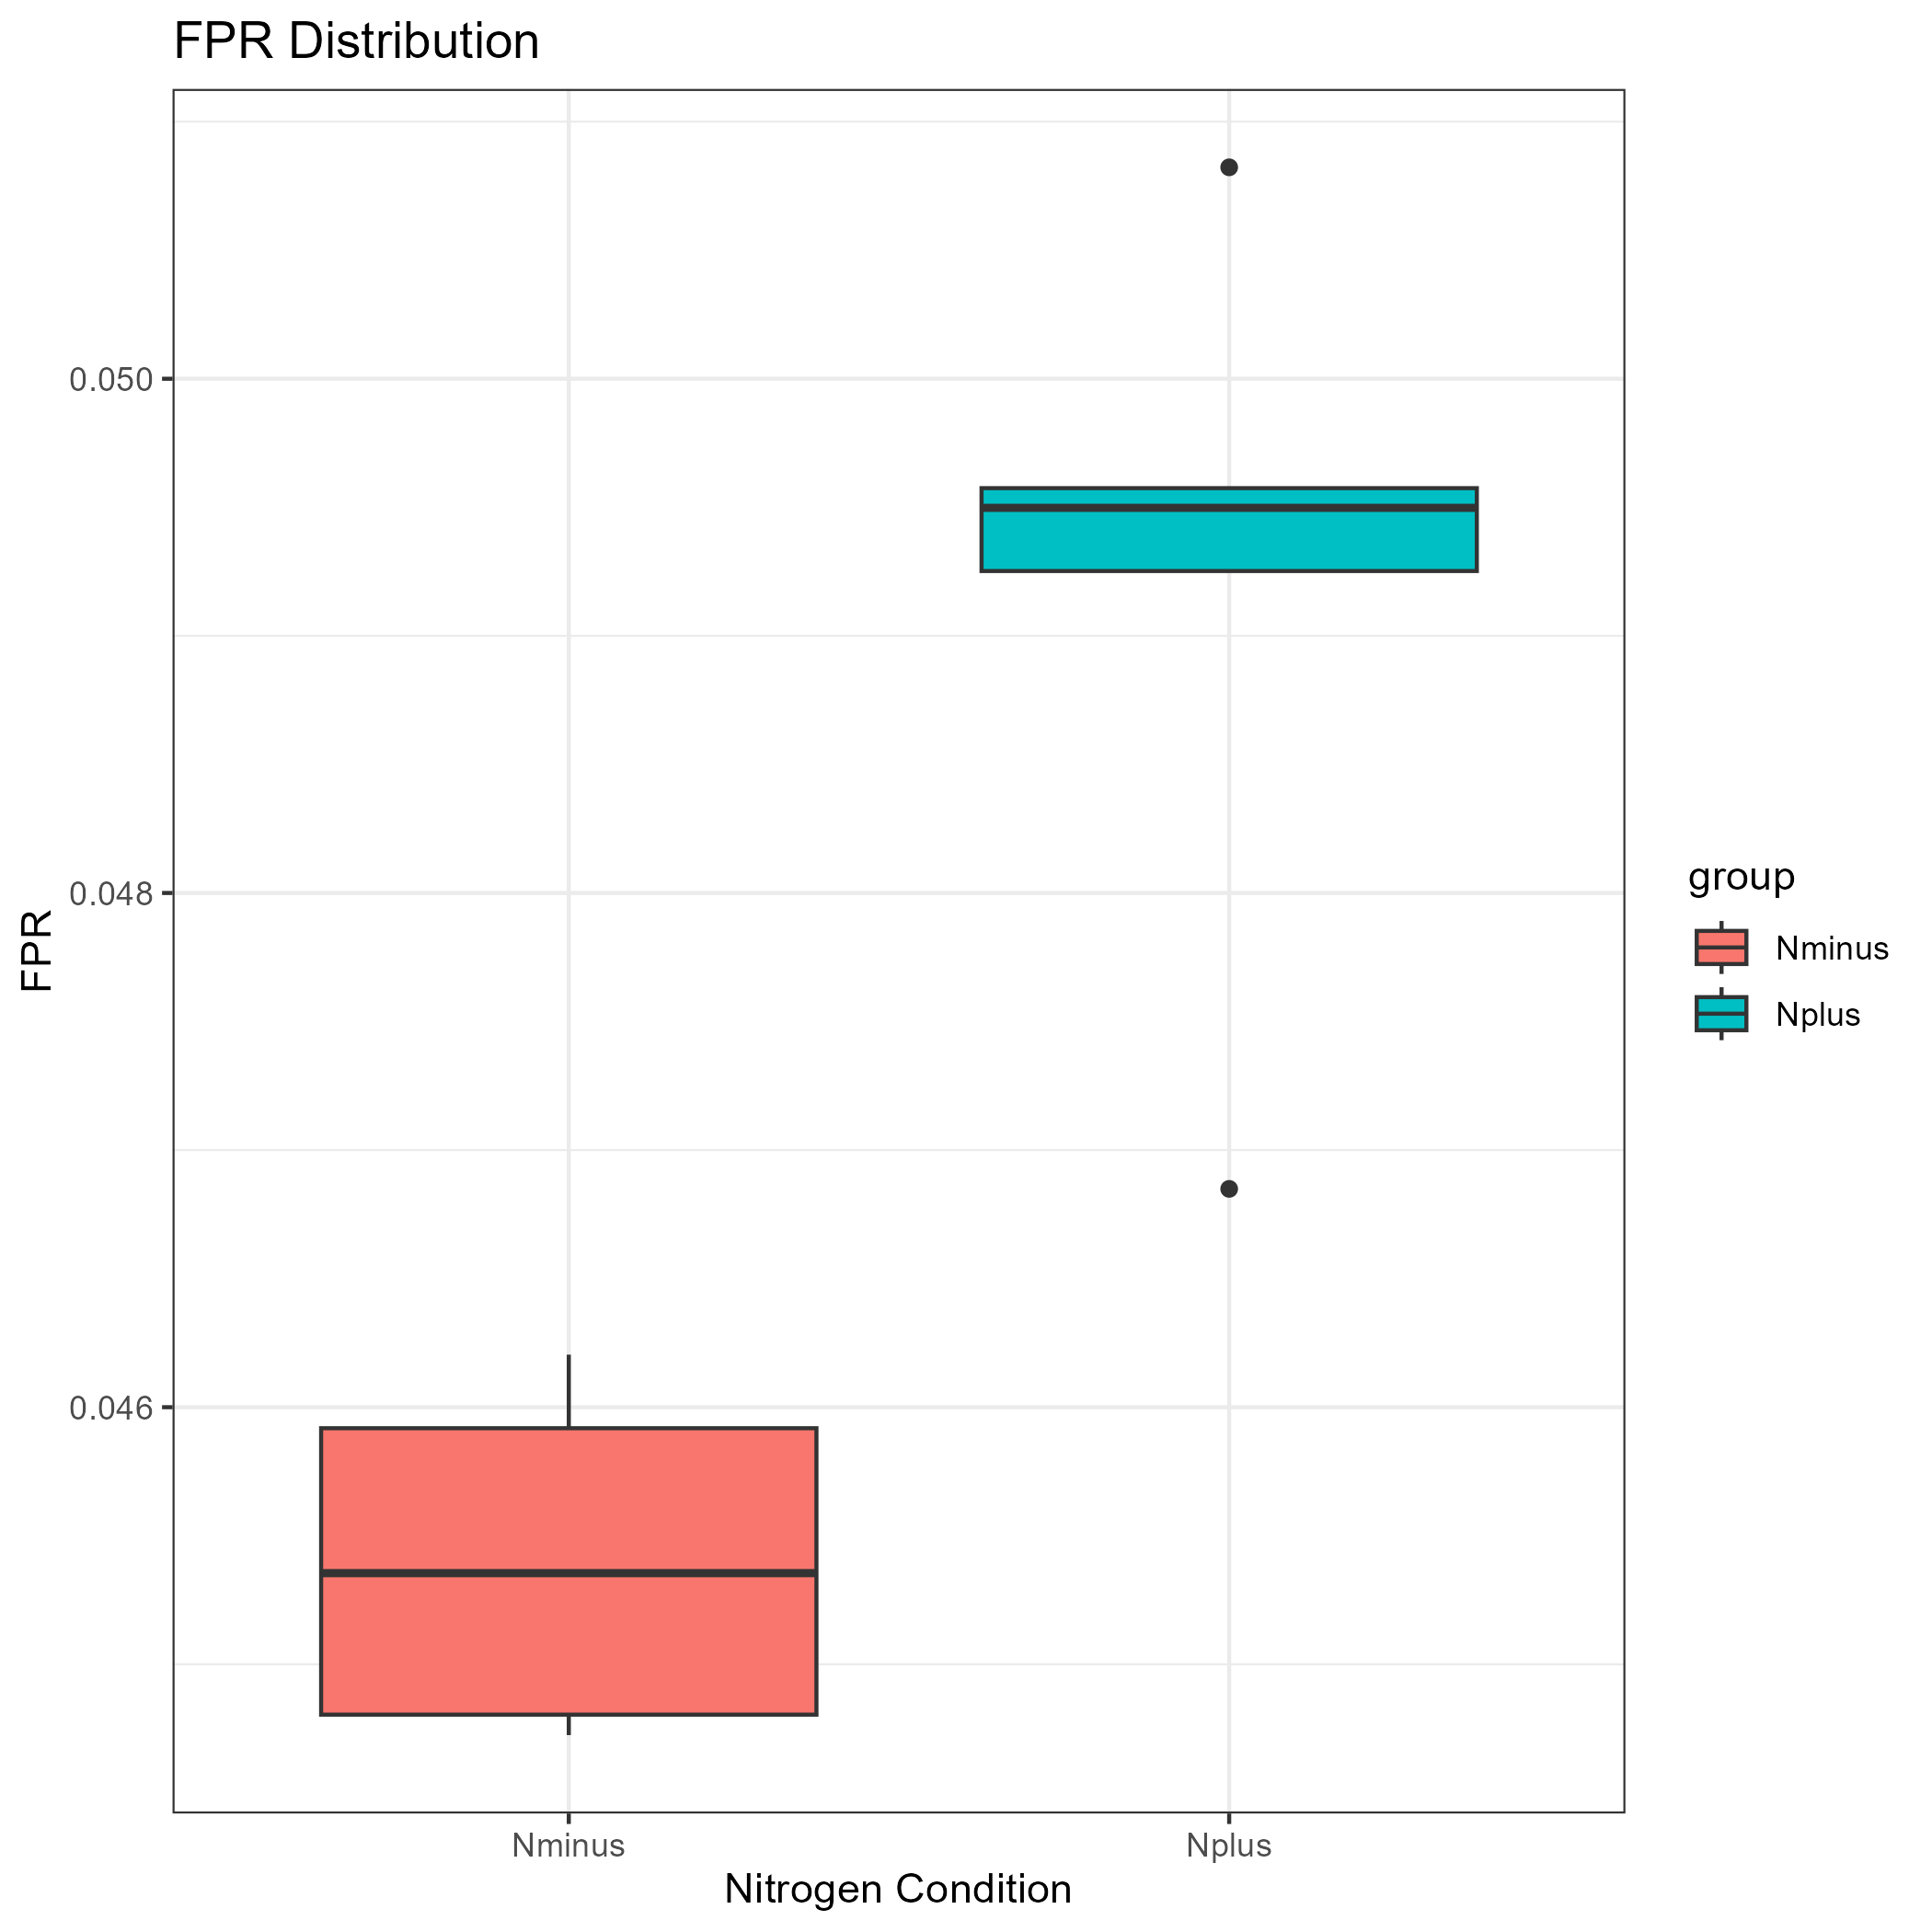 FPR Distribution
FPR
0.050
0.048
0.046
Nminus
Nplus
Nitrogen Condition
group
Nminus
Nplus